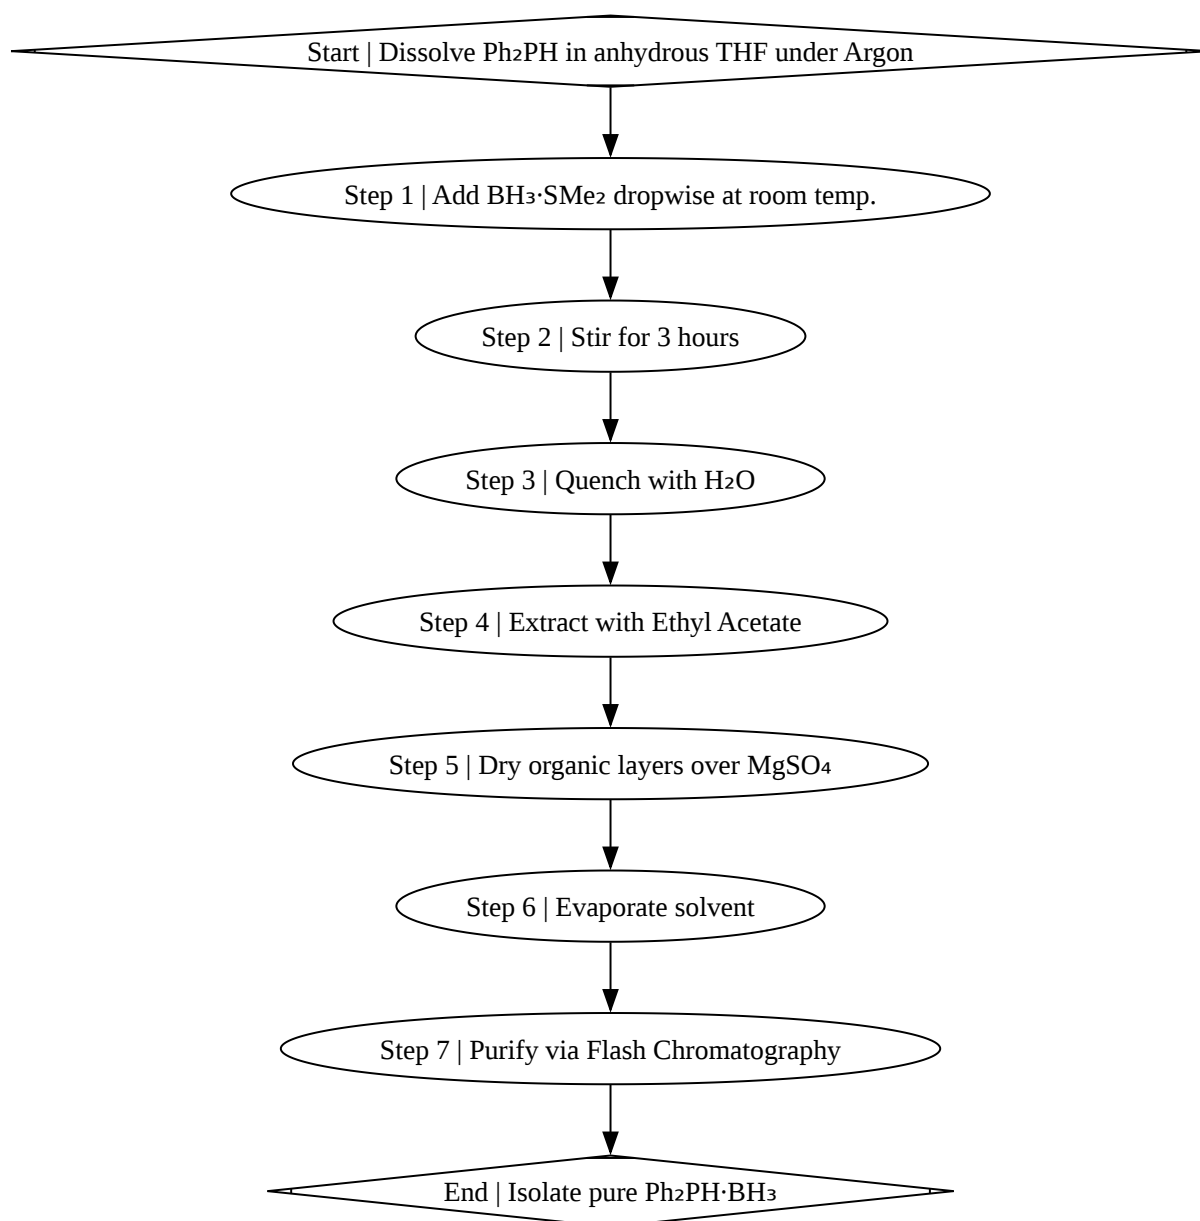 Start | Dissolve Ph₂PH in anhydrous THF under Argon
Step 1 | Add BH₃·SMe₂ dropwise at room temp.
Step 2 | Stir for 3 hours
Step 3 | Quench with H₂O
Step 4 | Extract with Ethyl Acetate
Step 5 | Dry organic layers over MgSO₄
Step 6 | Evaporate solvent
Step 7 | Purify via Flash Chromatography
End | Isolate pure Ph₂PH·BH₃